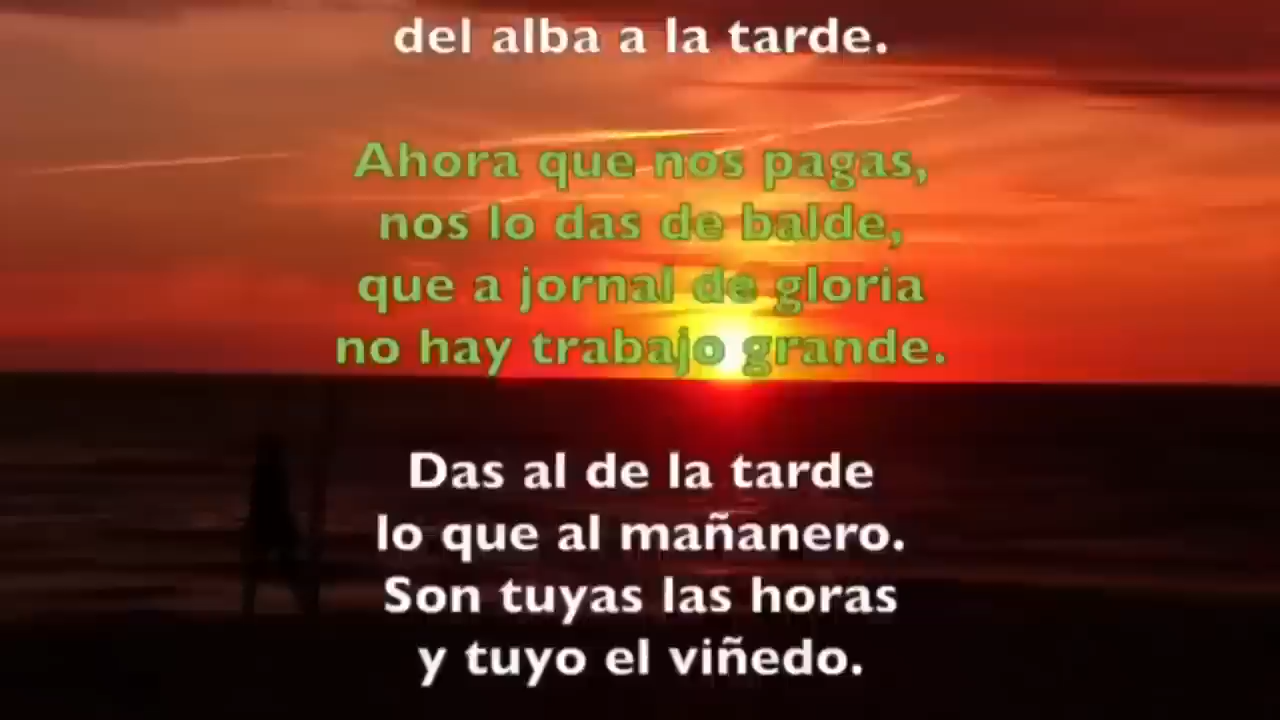 del alba a la tarde.
Ahora que nos pagas,
nos lo das de balde,
que a jornal de gloria
no hay trabajo grande.
Das al de la tarde
lo que al mañanero.
Son tuyas las horas
y tuyo el viñedo.